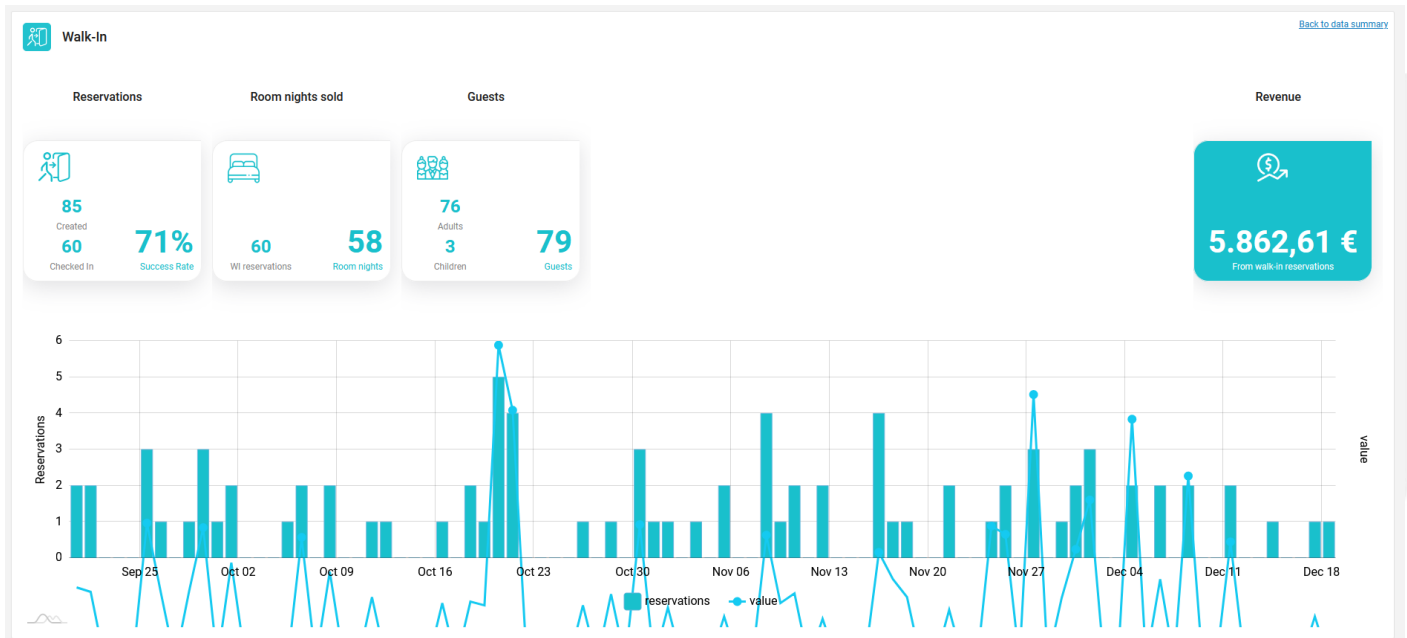 Walk-In
Back to data summary
Reservations
Room nights sold
Guests
Revenue
85
Created
60
Checked In
71%
Success Rate
60
WI reservations
58
Room nights
76
Adults
3
Children
79
Guests
5.862,61 €
From walk-in reservations
6
5
4
3
2
1
0
Reservations
value
Sep 25 Oct 02 Oct 09 Oct 16 Oct 23 Oct 30 Nov 06 Nov 13 Nov 20 Nov 27 Dec 04 Dec 11 Dec 18
reservations value